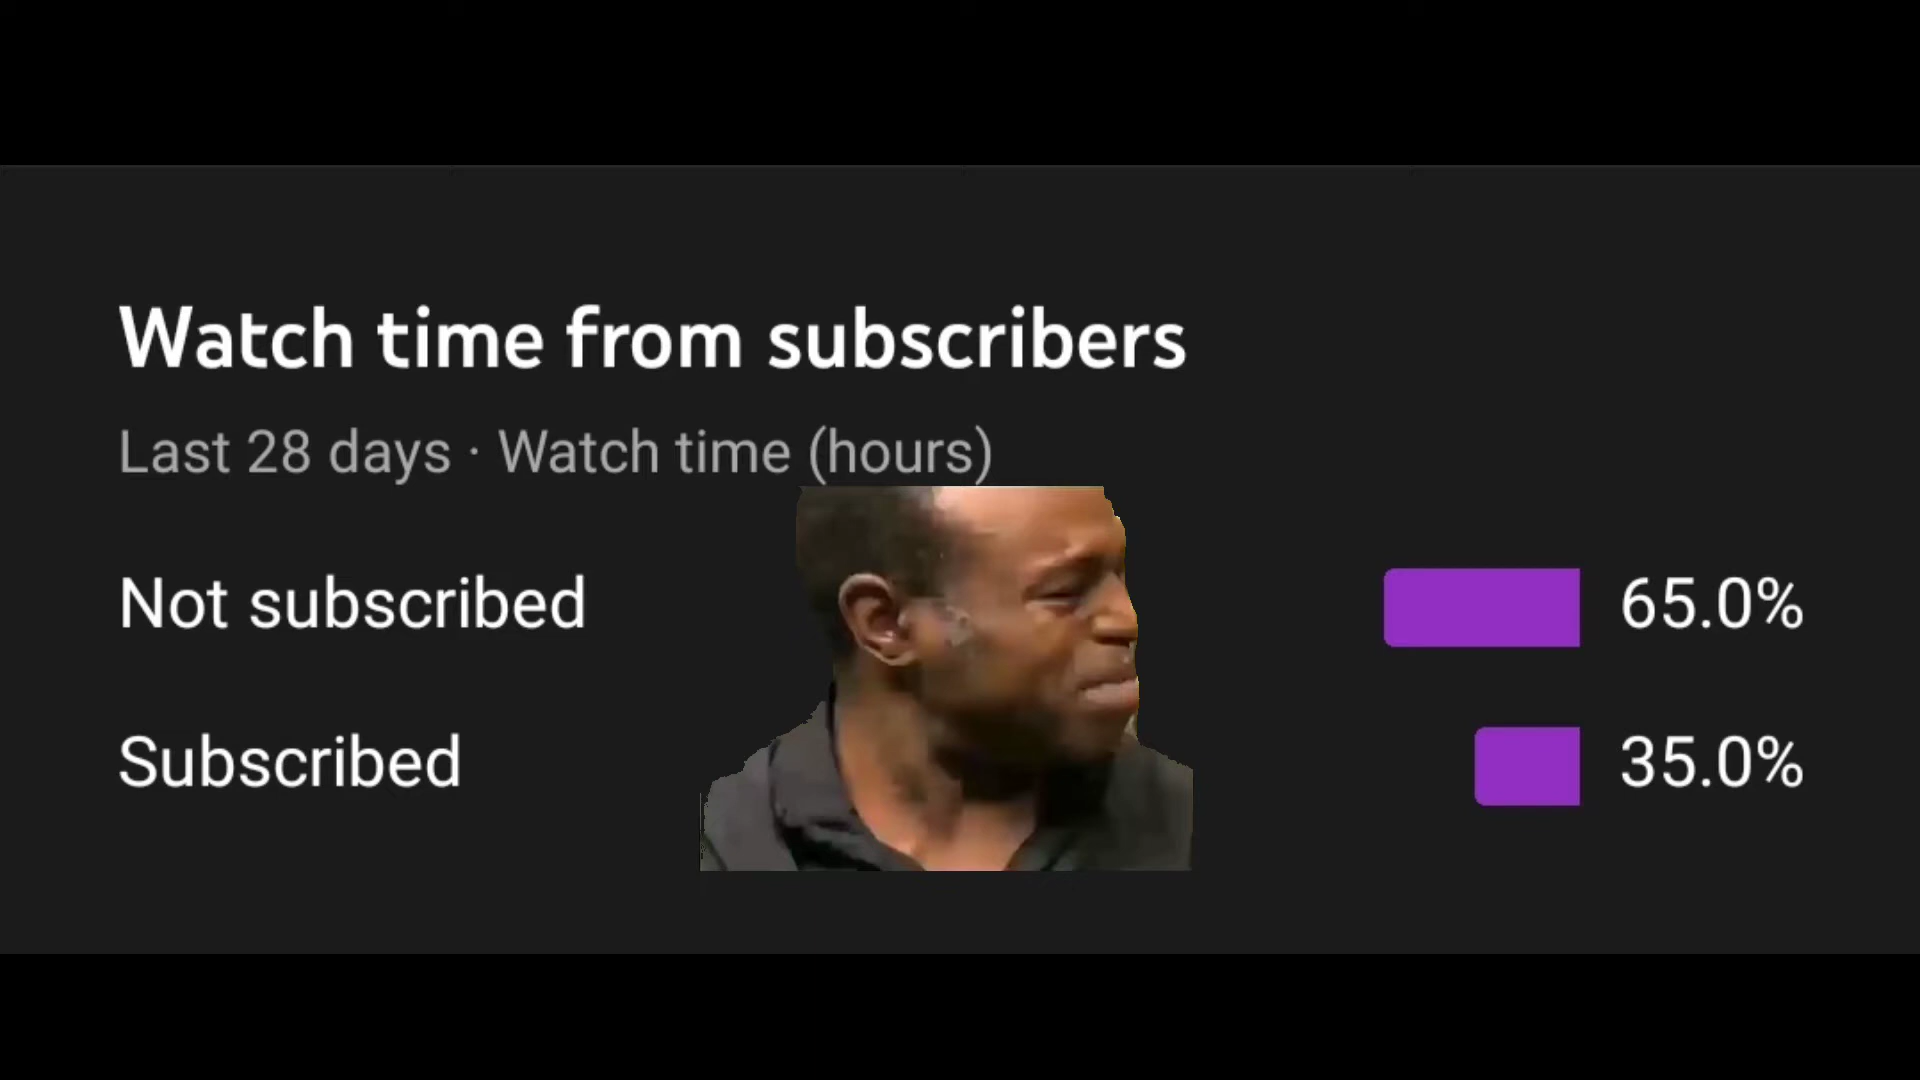 Watch time from subscribers
Last 28 days · Watch time (hours)
Not subscribed 65.0%
Subscribed 35.0%